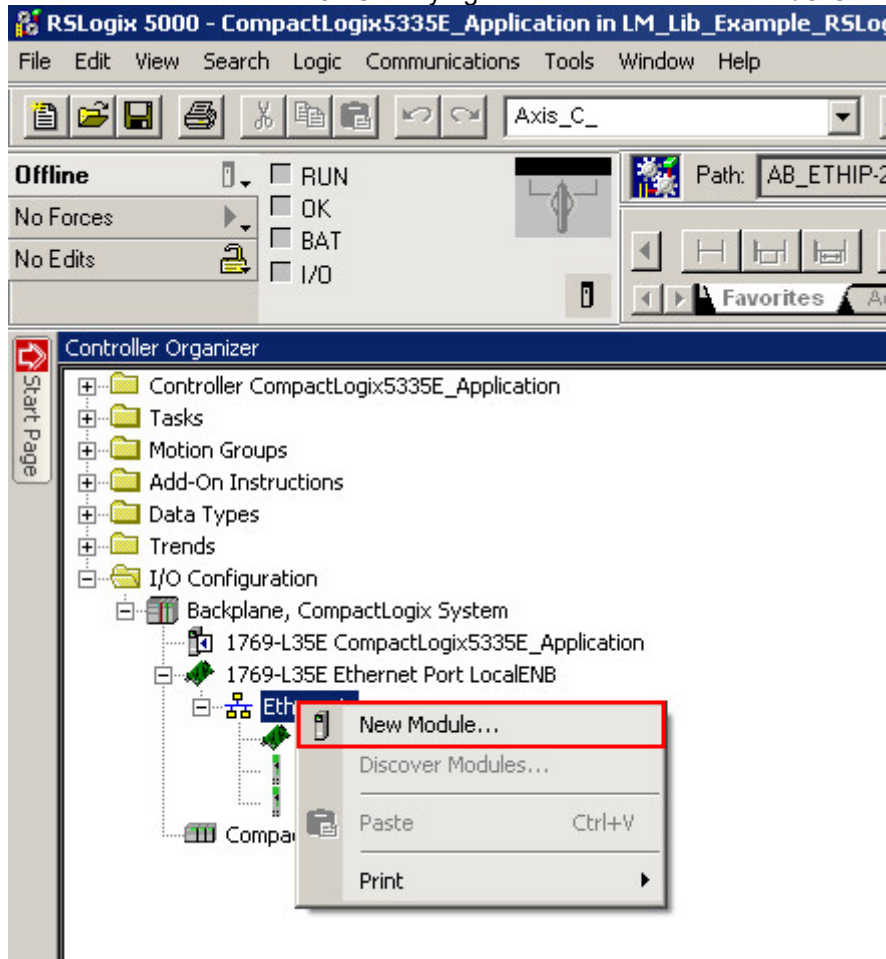 RSLogix 5000 - CompactLogix5335E_Application in LM_Lib_Example_RSLog
File Edit View Search Logic Communications Tools Window Help
Axis_C_
Offline
RUN
Path: AB_ETHIP-2
No Forces
OK
No Edits
BAT
I/O
Favorites
Start Page
Controller Organizer
Controller CompactLogix5335E_Application
Tasks
Motion Groups
Add-On Instructions
Data Types
Trends
I/O Configuration
Backplane, CompactLogix System
1769-L35E CompactLogix5335E_Application
1769-L35E Ethernet Port LocalENB
Eth
New Module...
Discover Modules...
Paste Ctrl+V
Compa
Print